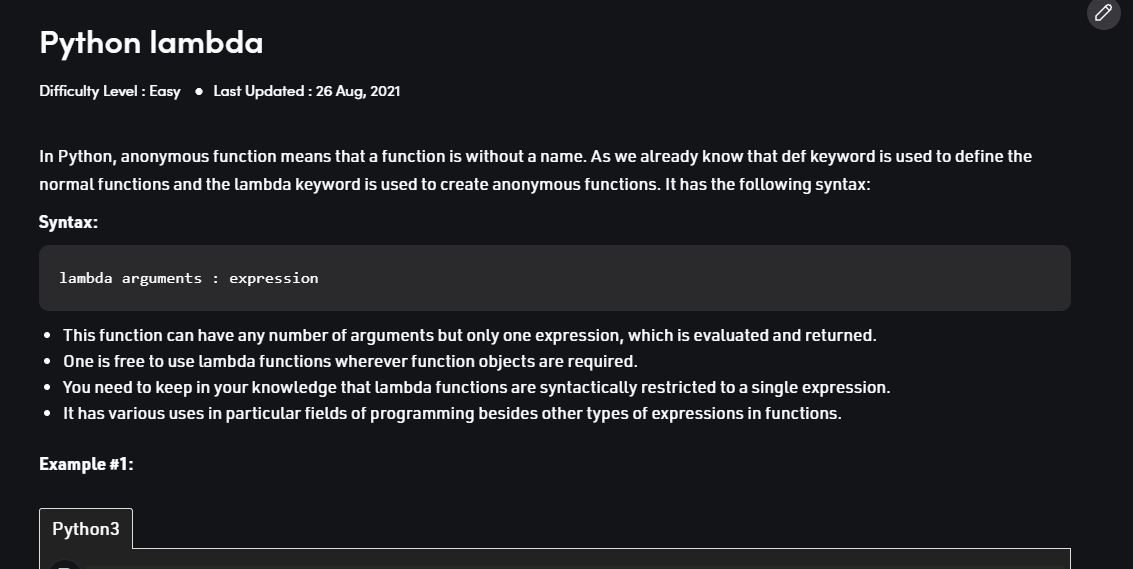 Python lambda
Difficulty Level : Easy ● Last Updated : 26 Aug, 2021
In Python, anonymous function means that a function is without a name. As we already know that def keyword is used to define the
normal functions and the lambda keyword is used to create anonymous functions. It has the following syntax:
Syntax:
lambda arguments : expression
• This function can have any number of arguments but only one expression, which is evaluated and returned.
• One is free to use lambda functions wherever function objects are required.
• You need to keep in your knowledge that lambda functions are syntactically restricted to a single expression.
• It has various uses in particular fields of programming besides other types of expressions in functions.
Example #1:
Python3